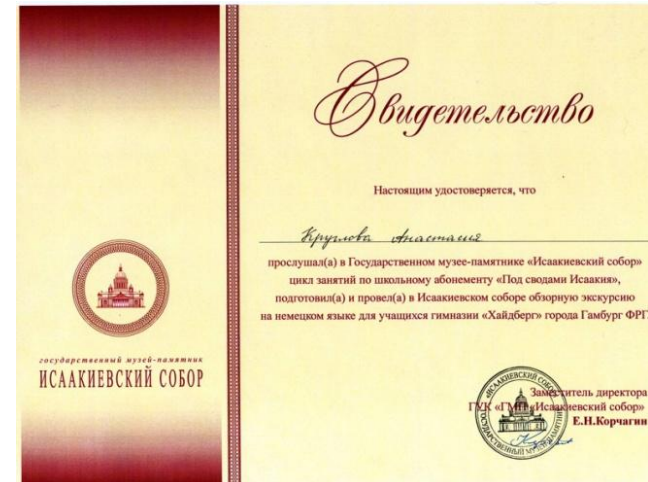 государственный музей-памятник
ИСААКИЕВСКИЙ СОБОР
Свидетельство
Настоящим удостоверяется, что
Круглова Анастасия
прослушал(а) в Государственном музее-памятнике «Исаакиевский собор»
цикл занятий по школьному абонементу «Под сводами Исаакия»,
подготовил(а) и провел(а) в Исаакиевском соборе обзорную экскурсию
на немецком языке для учащихся гимназии «Хайдберг» города Гамбург ФРГ.
Заместитель директора
ГУК «ГМП «Исаакиевский собор»
Е.Н.Корчагин